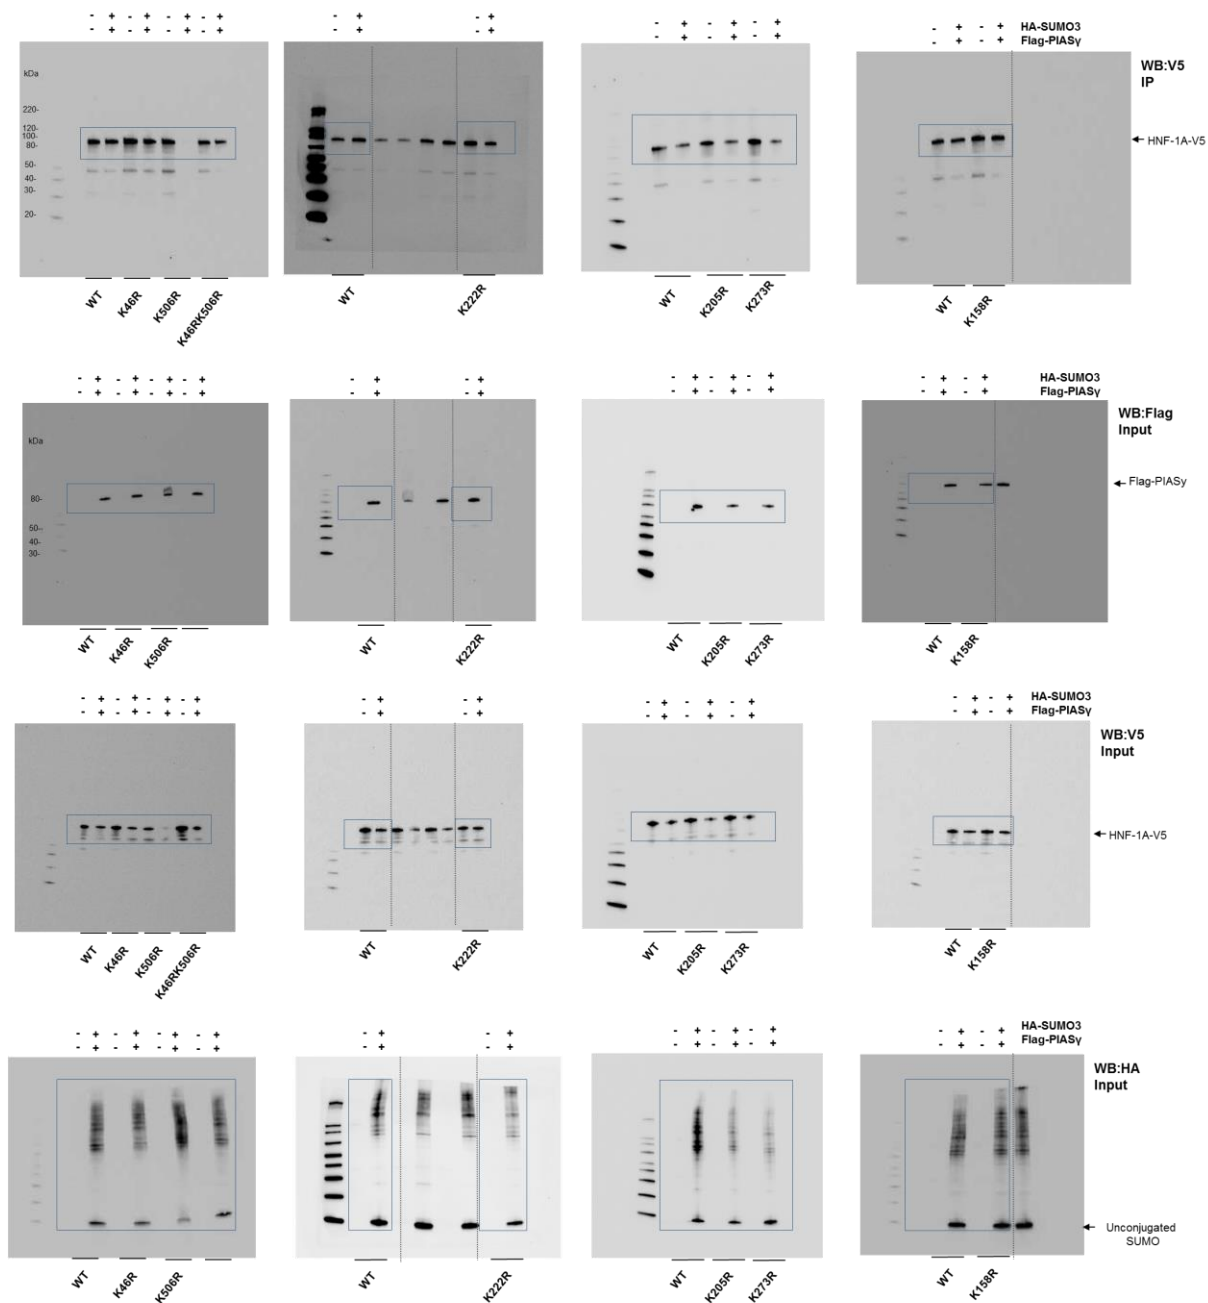 - + - + - + - +
- + - + - + - +
- + - +
- + - +
- + - + - +
- + - + - +
- + - + HA-SUMO3
- + - + Flag-PIASγ
WB:V5
IP
kDa
220-
120-
100-
80-
50-
40-
30-
20-
HNF-1A-V5
WT K46R K506R K46RK506R
WT K222R
WT K205R K273R
WT K158R
- + - + - + - +
- + - + - + - +
- + - +
- + - +
- + - + - +
- + - + - +
- + - + HA-SUMO3
- + - + Flag-PIASγ
WB:Flag
Input
kDa
80-
50-
40-
30-
Flag-PIASy
WT K46R K506R
WT K222R
WT K205R K273R
WT K158R
- + - + - + - +
- + - + - + - +
- + - +
- + - +
- + - + - +
- + - + - +
- + - + HA-SUMO3
- + - + Flag-PIASγ
WB:V5
Input
HNF-1A-V5
WT K46R K506R K46RK506R
WT K222R
WT K205R K273R
WT K158R
- + - + - + - +
- + - + - + - +
- + - +
- + - +
- + - + - +
- + - + - +
- + - + HA-SUMO3
- + - + Flag-PIASγ
WB:HA
Input
Unconjugated
SUMO
WT K46R K506R
WT K222R
WT K205R K273R
WT K158R